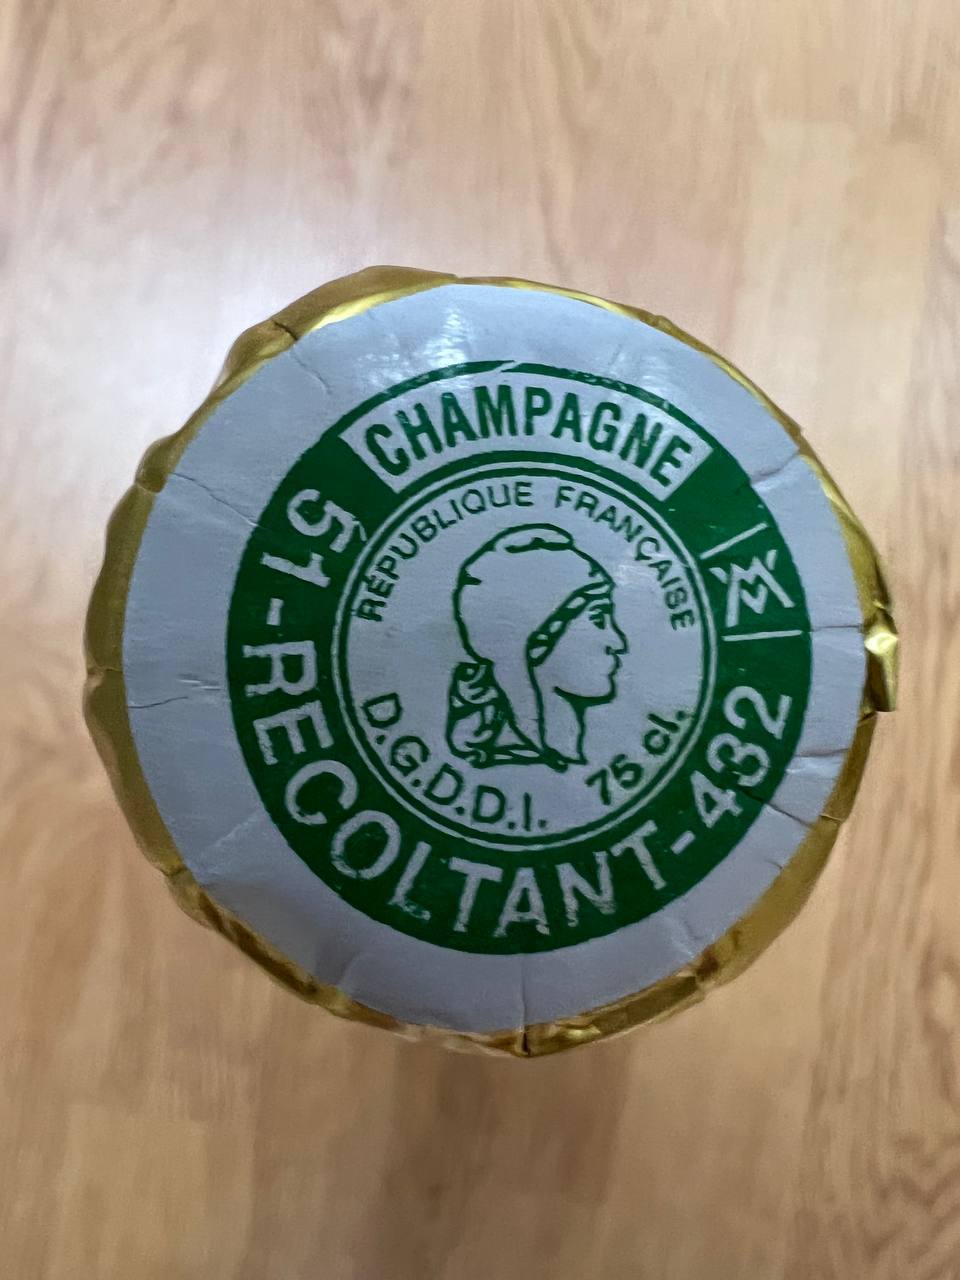 CHAMPAGNE
51-RECOLTANT-432
RÉPUBLIQUE FRANÇAISE
D.G.D.D.I.
75 cl.